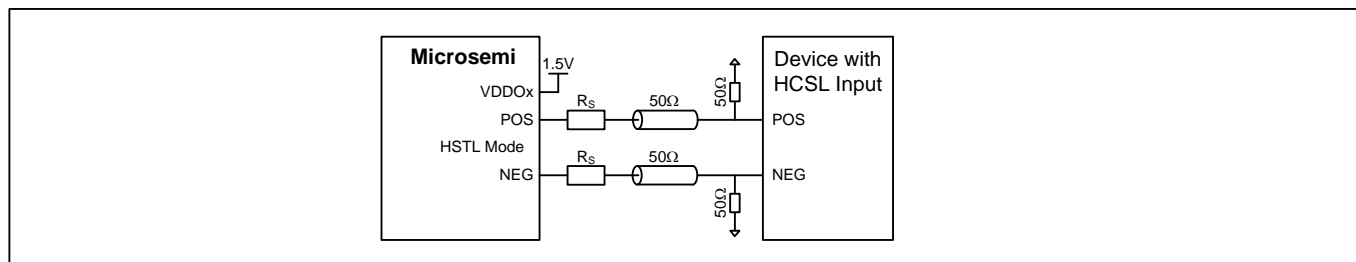 Microsemi
1.5V
VDDOx
POS
HSTL Mode
NEG
RS
50Ω
RS
50Ω
50Ω
50Ω
Device with
HCSL Input
POS
NEG